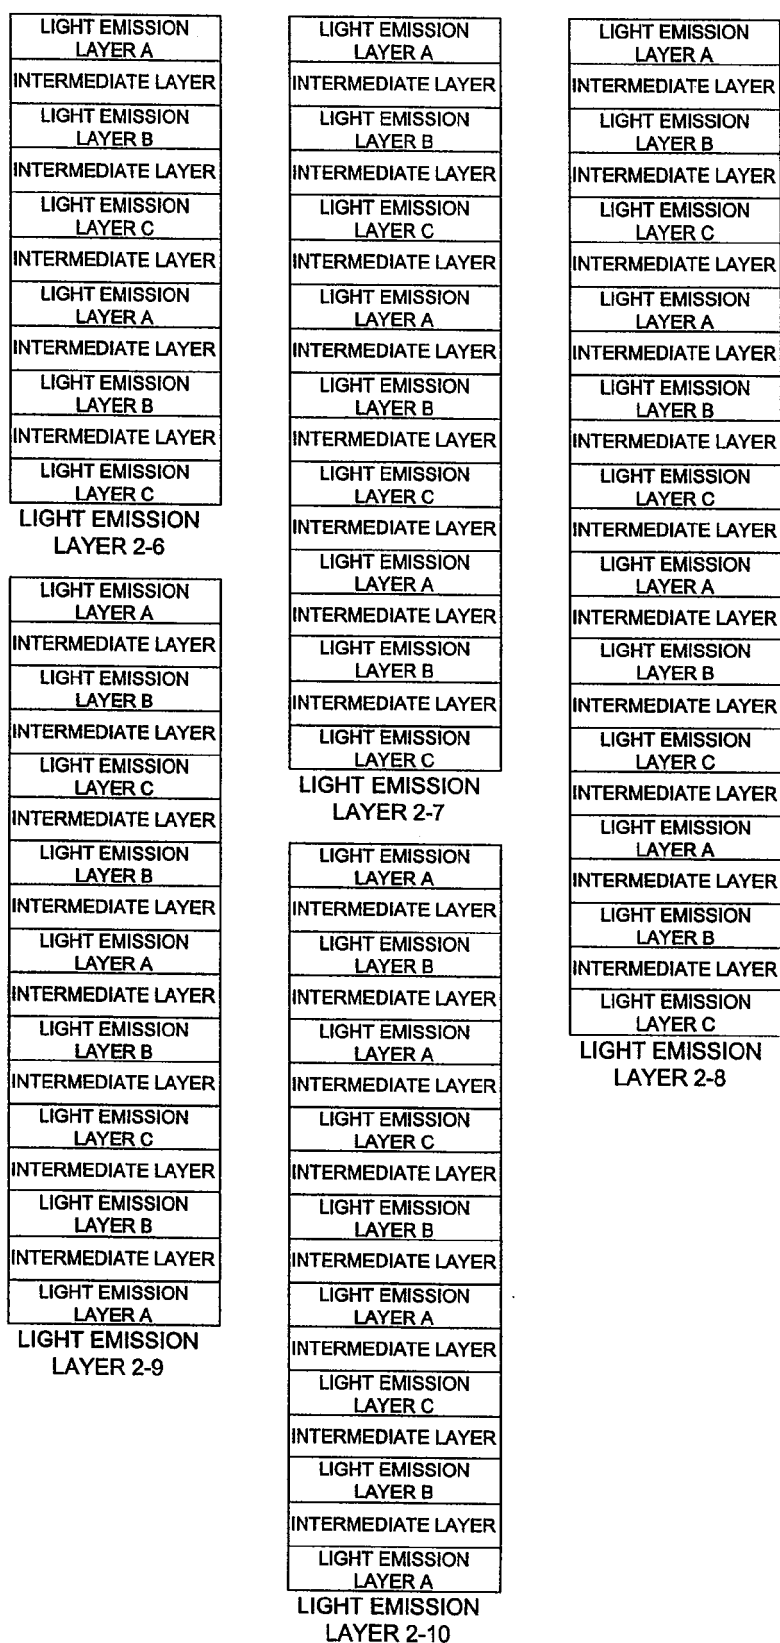 LIGHT EMISSION
LAYER A
INTERMEDIATE LAYER
LIGHT EMISSION
LAYER B
INTERMEDIATE LAYER
LIGHT EMISSION
LAYER C
INTERMEDIATE LAYER
LIGHT EMISSION
LAYER A
INTERMEDIATE LAYER
LIGHT EMISSION
LAYER B
INTERMEDIATE LAYER
LIGHT EMISSION
LAYER C
LIGHT EMISSION
LAYER 2-6
LIGHT EMISSION
LAYER A
INTERMEDIATE LAYER
LIGHT EMISSION
LAYER B
INTERMEDIATE LAYER
LIGHT EMISSION
LAYER C
INTERMEDIATE LAYER
LIGHT EMISSION
LAYER B
INTERMEDIATE LAYER
LIGHT EMISSION
LAYER A
INTERMEDIATE LAYER
LIGHT EMISSION
LAYER B
INTERMEDIATE LAYER
LIGHT EMISSION
LAYER C
INTERMEDIATE LAYER
LIGHT EMISSION
LAYER B
INTERMEDIATE LAYER
LIGHT EMISSION
LAYER A
LIGHT EMISSION
LAYER 2-9
LIGHT EMISSION
LAYER A
INTERMEDIATE LAYER
LIGHT EMISSION
LAYER B
INTERMEDIATE LAYER
LIGHT EMISSION
LAYER C
INTERMEDIATE LAYER
LIGHT EMISSION
LAYER A
INTERMEDIATE LAYER
LIGHT EMISSION
LAYER B
INTERMEDIATE LAYER
LIGHT EMISSION
LAYER C
INTERMEDIATE LAYER
LIGHT EMISSION
LAYER A
INTERMEDIATE LAYER
LIGHT EMISSION
LAYER B
INTERMEDIATE LAYER
LIGHT EMISSION
LAYER C
LIGHT EMISSION
LAYER 2-7
LIGHT EMISSION
LAYER A
INTERMEDIATE LAYER
LIGHT EMISSION
LAYER B
INTERMEDIATE LAYER
LIGHT EMISSION
LAYER A
INTERMEDIATE LAYER
LIGHT EMISSION
LAYER C
INTERMEDIATE LAYER
LIGHT EMISSION
LAYER B
INTERMEDIATE LAYER
LIGHT EMISSION
LAYER A
INTERMEDIATE LAYER
LIGHT EMISSION
LAYER C
INTERMEDIATE LAYER
LIGHT EMISSION
LAYER B
INTERMEDIATE LAYER
LIGHT EMISSION
LAYER A
LIGHT EMISSION
LAYER 2-10
LIGHT EMISSION
LAYER A
INTERMEDIATE LAYER
LIGHT EMISSION
LAYER B
INTERMEDIATE LAYER
LIGHT EMISSION
LAYER C
INTERMEDIATE LAYER
LIGHT EMISSION
LAYER A
INTERMEDIATE LAYER
LIGHT EMISSION
LAYER B
INTERMEDIATE LAYER
LIGHT EMISSION
LAYER C
INTERMEDIATE LAYER
LIGHT EMISSION
LAYER A
INTERMEDIATE LAYER
LIGHT EMISSION
LAYER B
INTERMEDIATE LAYER
LIGHT EMISSION
LAYER C
INTERMEDIATE LAYER
LIGHT EMISSION
LAYER A
INTERMEDIATE LAYER
LIGHT EMISSION
LAYER B
INTERMEDIATE LAYER
LIGHT EMISSION
LAYER C
LIGHT EMISSION
LAYER 2-8